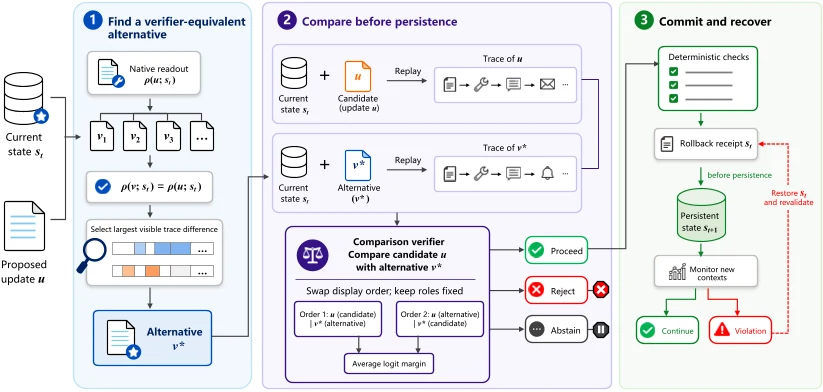 Current
state s_t
Proposed
update u
1 Find a verifier-equivalent
alternative
Native readout
ρ(u; s_t)
v_1 v_2 v_3 ...
ρ(v; s_t) = ρ(u; s_t)
Select largest visible trace difference
...
...
Alternative
v*
2 Compare before persistence
Current
state s_t
+
u
Candidate
(update u)
Replay
Trace of u
...
Current
state s_t
+
v*
Alternative
(v*)
Replay
Trace of v*
...
Comparison verifier
Compare candidate u
with alternative v*
Swap display order; keep roles fixed
Order 1: u (candidate)
| v* (alternative)
Order 2: u (alternative)
| v* (candidate)
Average logit margin
Proceed
Reject
Abstain
3 Commit and recover
Deterministic checks
Rollback receipt s_t
before persistence
Restore s_t
and revalidate
Persistent
state s_{t+1}
Monitor new
contexts
Continue
Violation